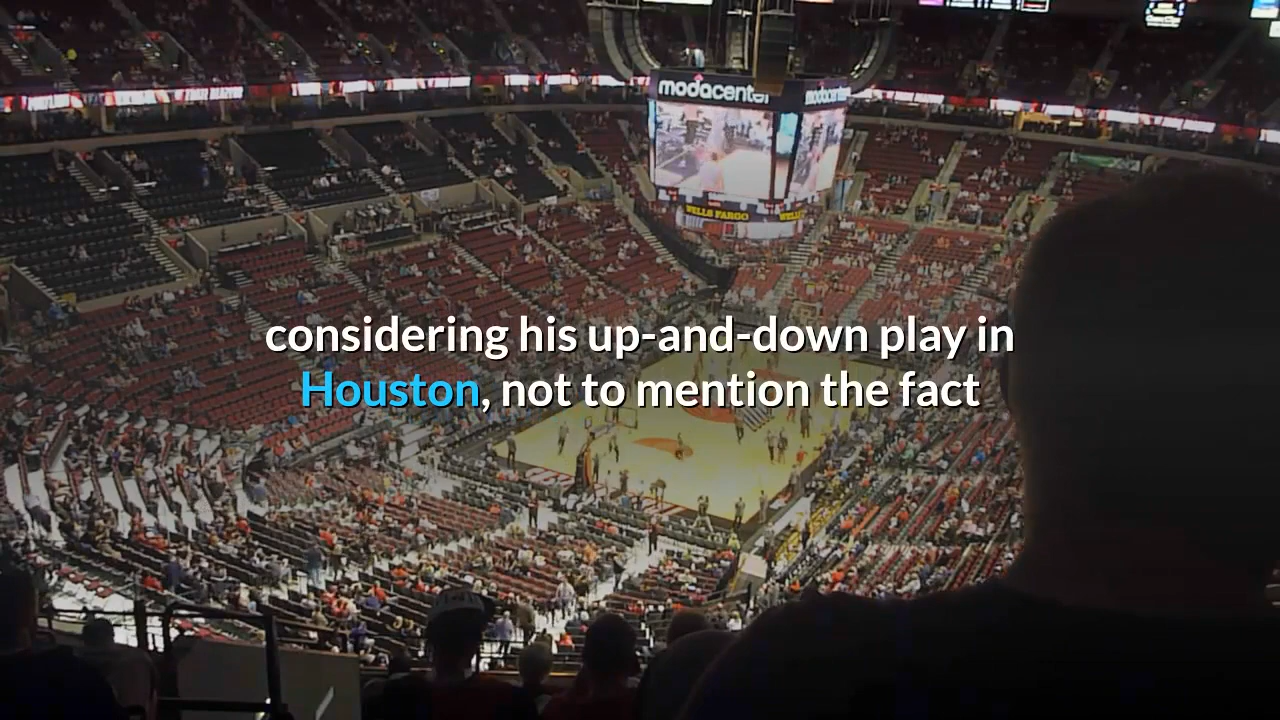 modacenter
modacenter
WELLS FARGO
considering his up-and-down play in
Houston, not to mention the fact